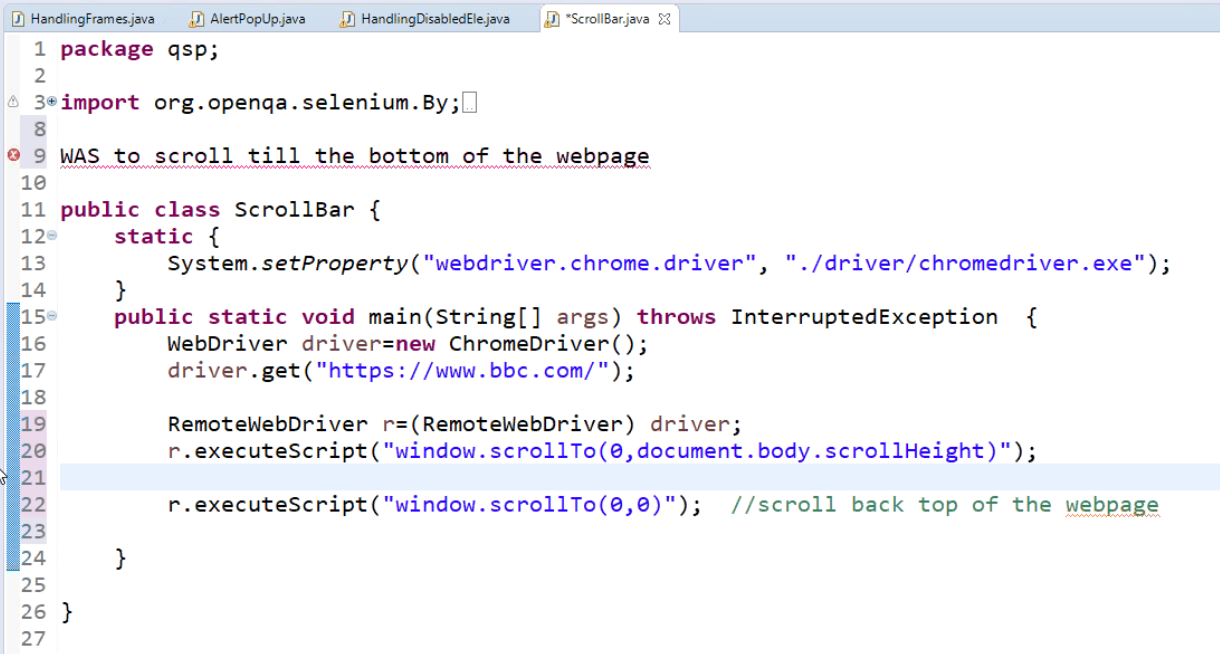 HandlingFrames.java AlertPopUp.java HandlingDisabledEle.java *ScrollBar.java
1 package qsp;
2
3 import org.openqa.selenium.By;
8
9 WAS to scroll till the bottom of the webpage
10
11 public class ScrollBar {
12 static {
13 System.setProperty("webdriver.chrome.driver", "./driver/chromedriver.exe");
14 }
15 public static void main(String[] args) throws InterruptedException {
16 WebDriver driver=new ChromeDriver();
17 driver.get("https://www.bbc.com/");
18
19 RemoteWebDriver r=(RemoteWebDriver) driver;
20 r.executeScript("window.scrollTo(0,document.body.scrollHeight)");
21
22 r.executeScript("window.scrollTo(0,0)"); //scroll back top of the webpage
23
24 }
25
26 }
27